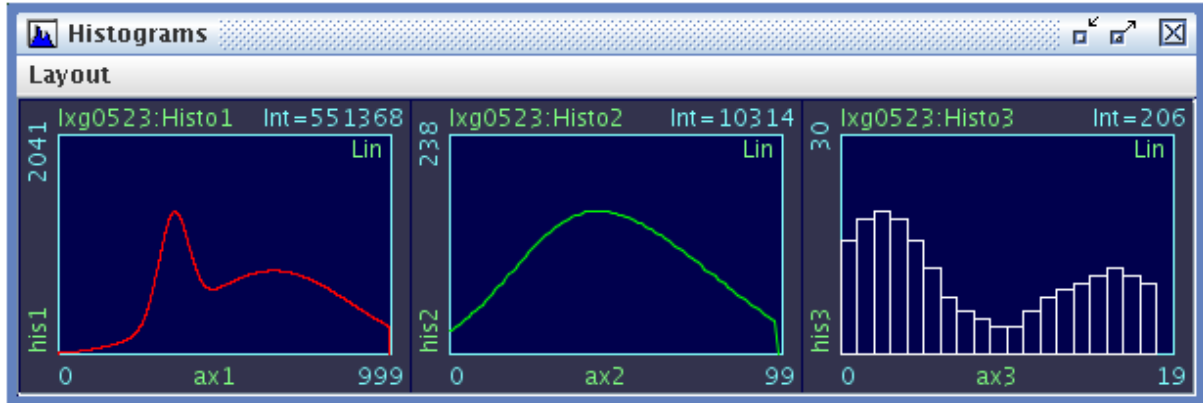 Histograms
Layout
lxg0523:Histo1 Int=551368
2041
Lin
his1
0 ax1 999
lxg0523:Histo2 Int=10314
238
Lin
his2
0 ax2 99
lxg0523:Histo3 Int=206
30
Lin
his3
0 ax3 19